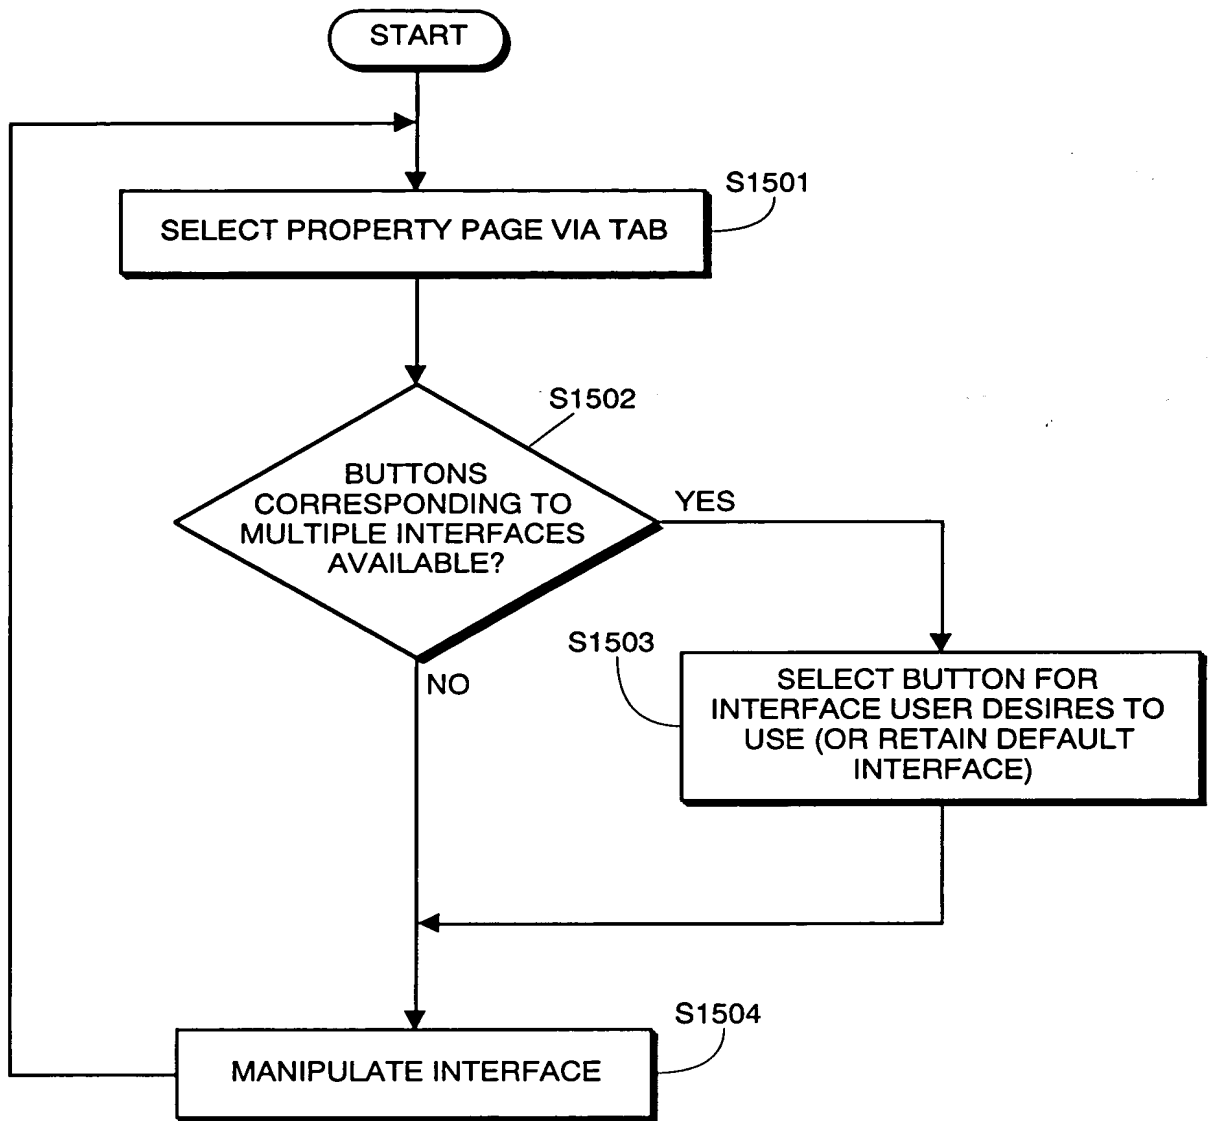 START
S1501
SELECT PROPERTY PAGE VIA TAB
S1502
BUTTONS
CORRESPONDING TO
MULTIPLE INTERFACES
AVAILABLE?
YES
NO
S1503
SELECT BUTTON FOR
INTERFACE USER DESIRES TO
USE (OR RETAIN DEFAULT
INTERFACE)
S1504
MANIPULATE INTERFACE